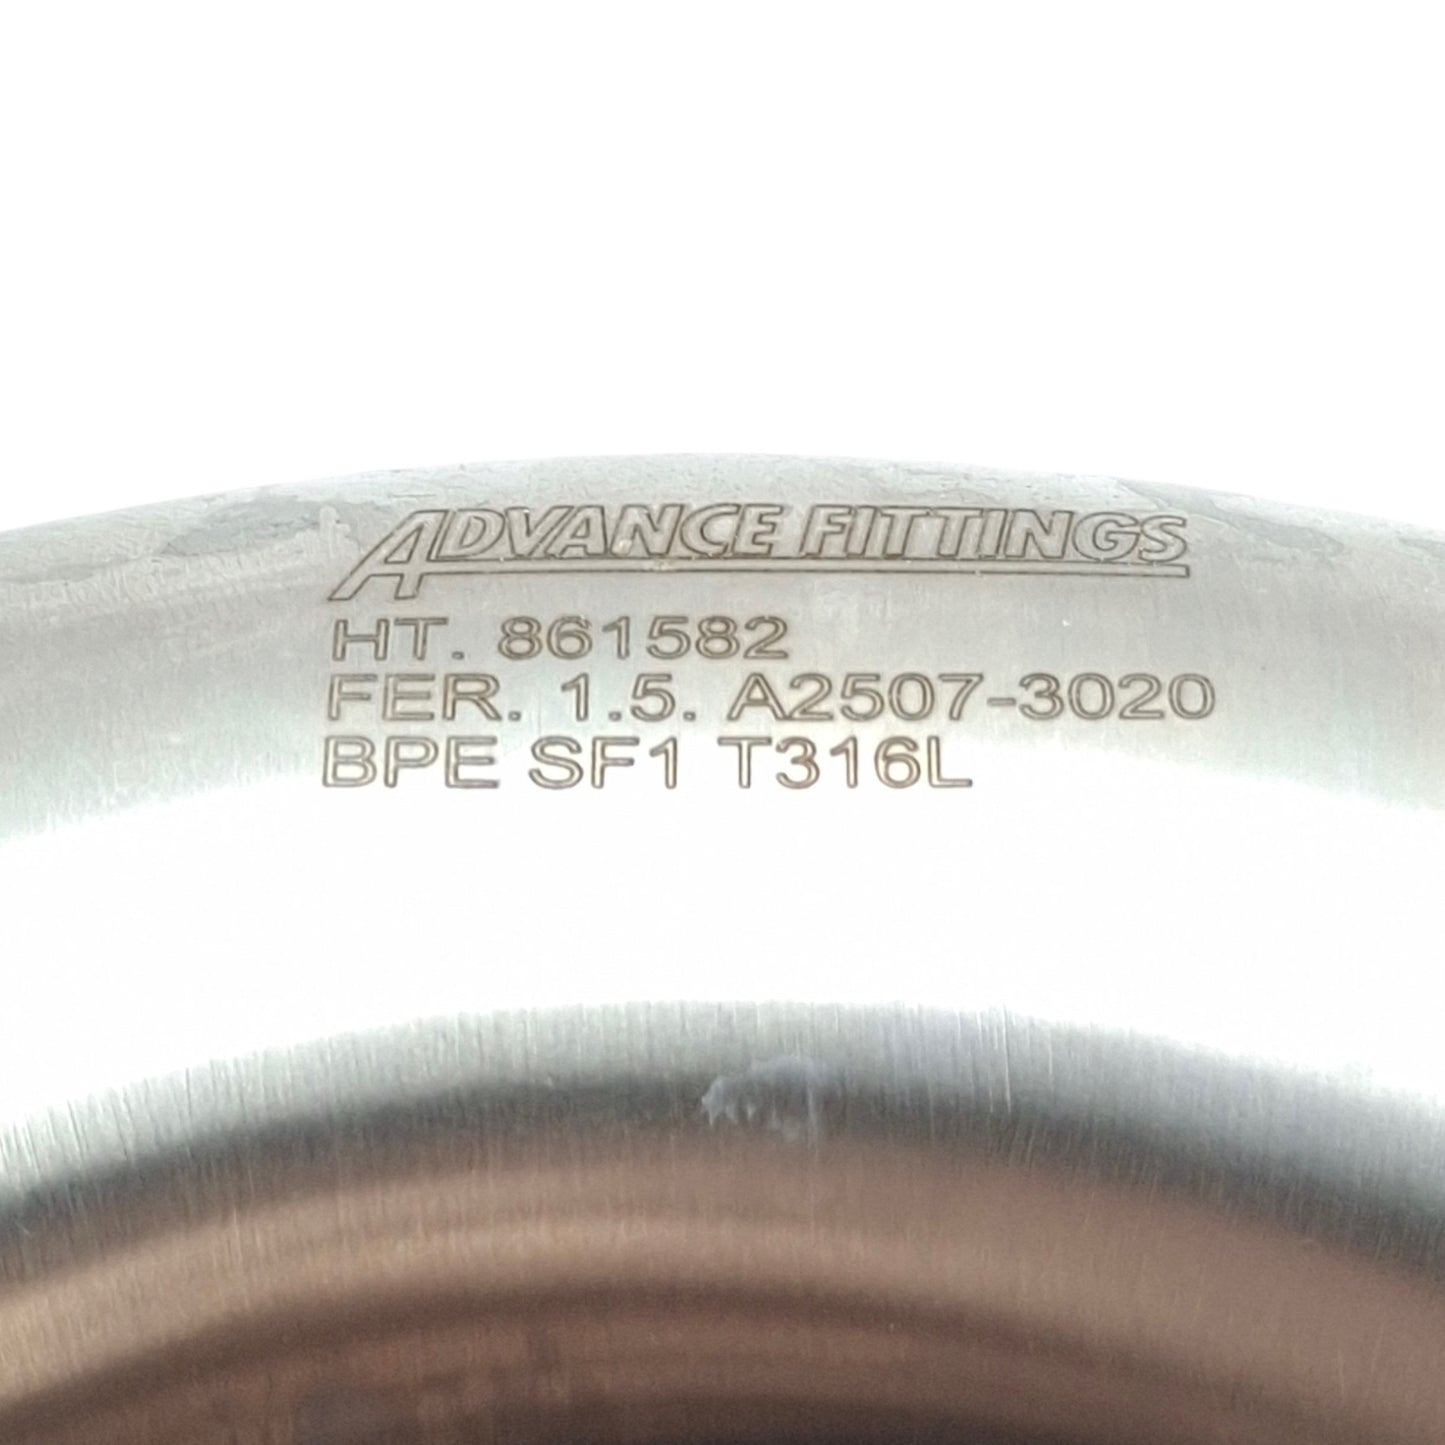 ADVANCE FITTINGS
HT. 861582
FER. 1.5. A2507-3020
BPE SF1 T316L